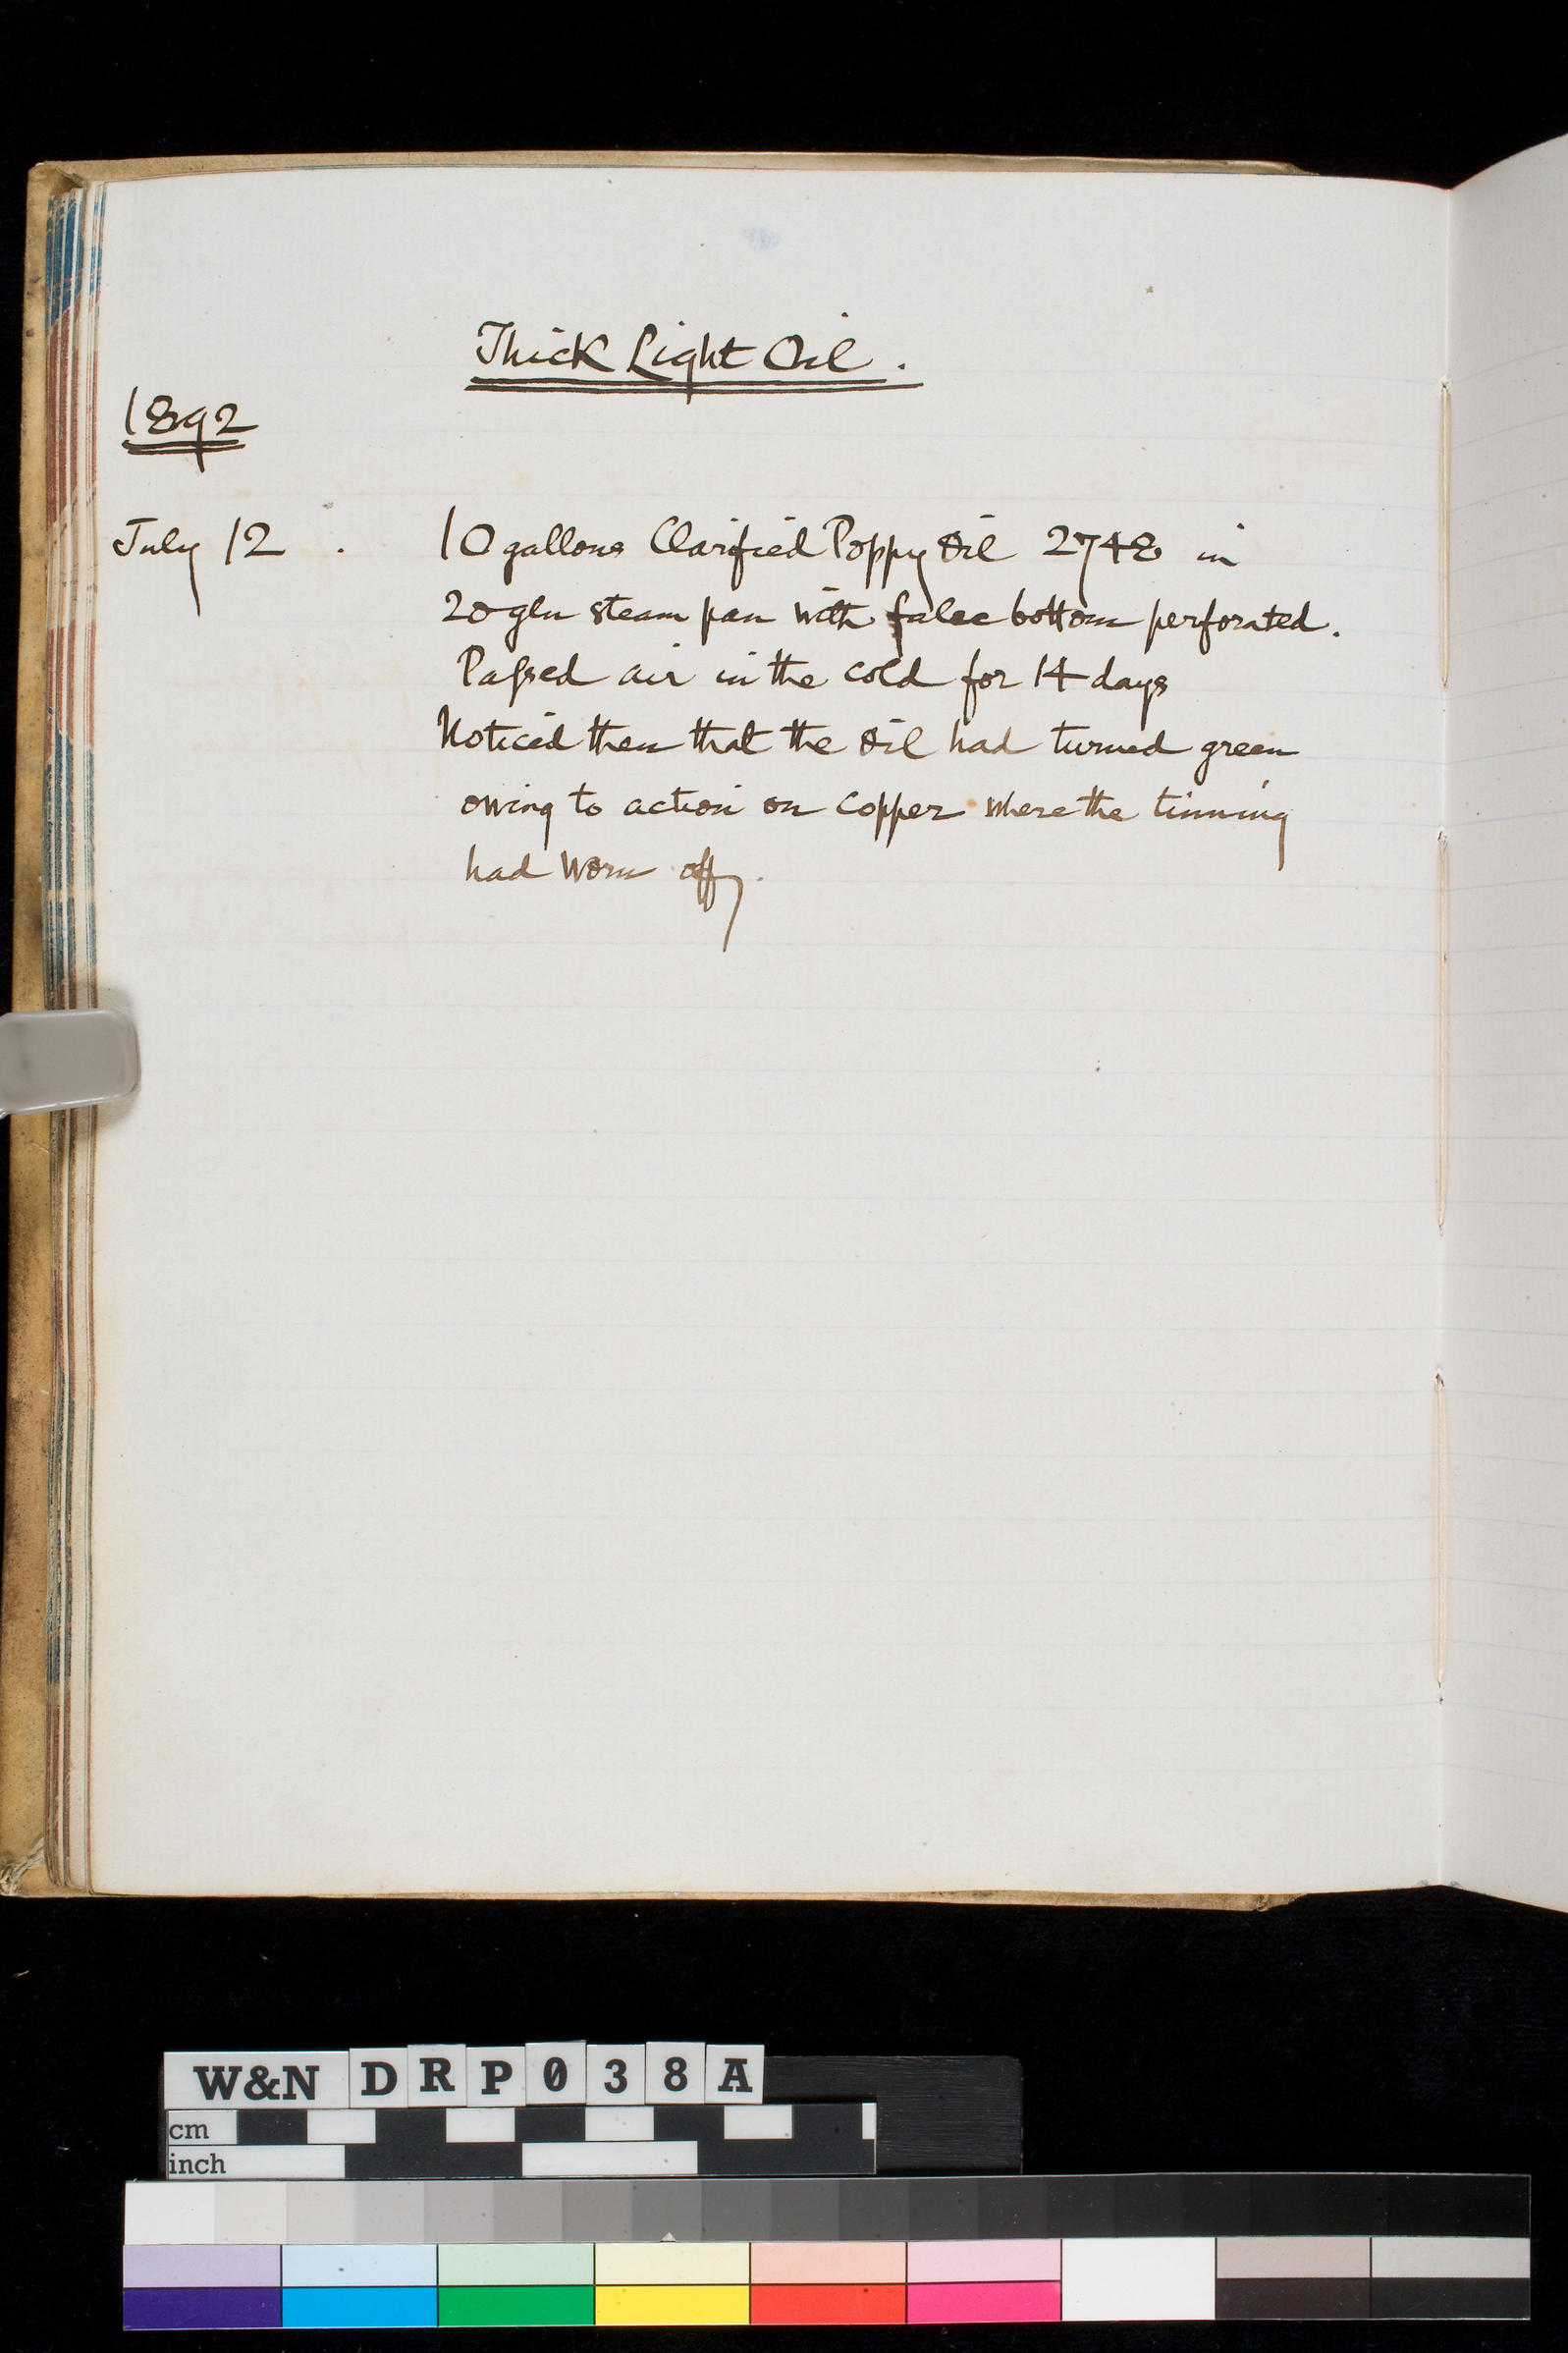 Thick Light Oil.
1892
July 12 . 10 gallons Clarified Poppy Oil 2748 in
20 gln steam pan with false bottom perforated.
Passed air in the cold for 14 days
Noticed then that the Oil had turned green
owing to action on copper where the tinning
had worn off.
W&N DRP038A
cm
inch